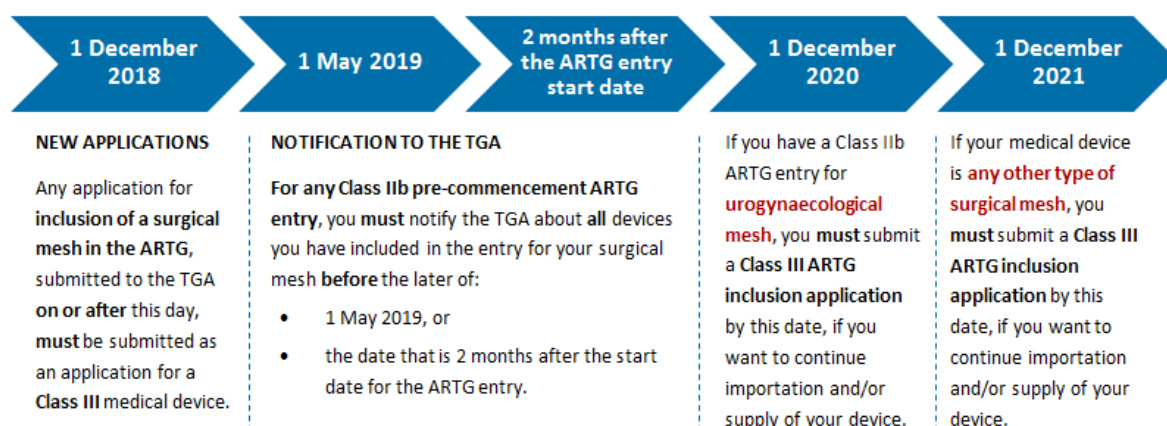 1 December
2018
1 May 2019
2 months after
the ARTG entry
start date
1 December
2020
1 December
2021
NEW APPLICATIONS
Any application for
inclusion of a surgical
mesh in the ARTG,
submitted to the TGA
on or after this day,
must be submitted as
an application for a
Class III medical device.
NOTIFICATION TO THE TGA
For any Class IIb pre-commencement ARTG
entry, you must notify the TGA about all devices
you have included in the entry for your surgical
mesh before the later of:
• 1 May 2019, or
• the date that is 2 months after the start
date for the ARTG entry.
If you have a Class IIb
ARTG entry for
urogynaecological
mesh, you must submit
a Class III ARTG
inclusion application
by this date, if you
want to continue
importation and/or
supply of your device.
If your medical device
is any other type of
surgical mesh, you
must submit a Class III
ARTG inclusion
application by this
date, if you want to
continue importation
and/or supply of your
device.